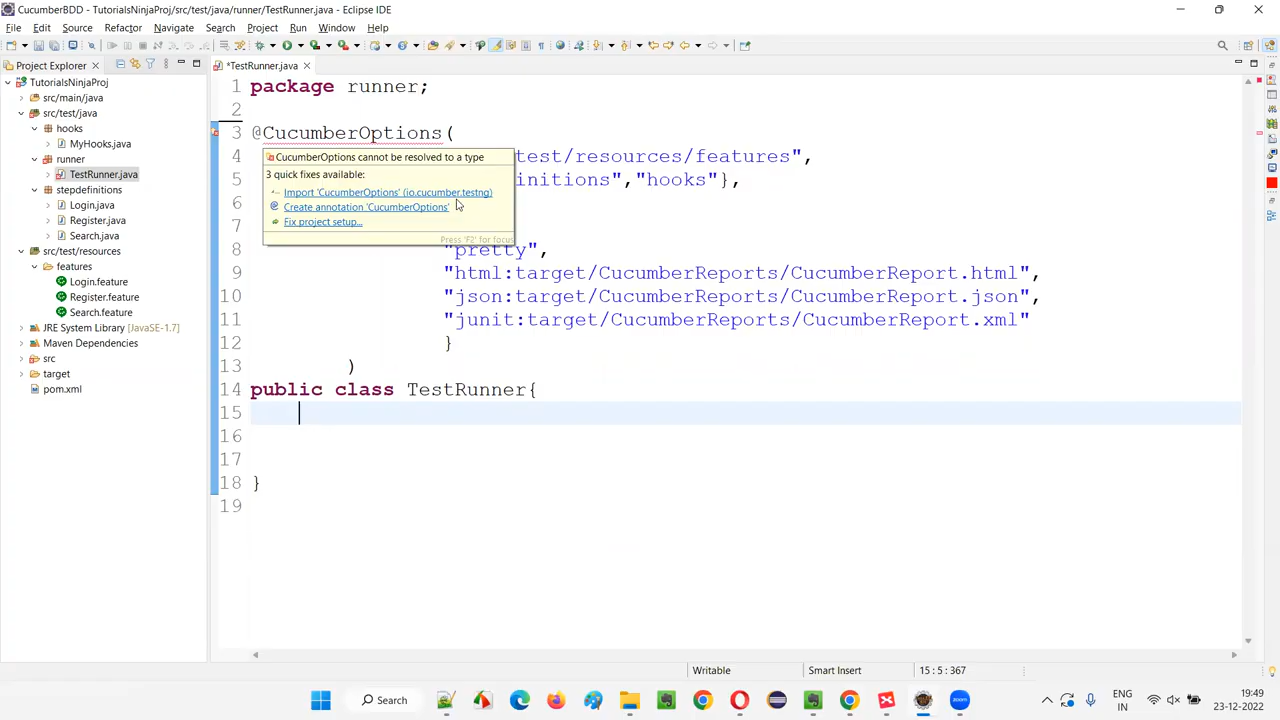 CucumberBDD - TutorialsNinjaProj/src/test/java/runner/TestRunner.java - Eclipse IDE
File Edit Source Refactor Navigate Search Project Run Window Help
Project Explorer
*TestRunner.java
TutorialsNinjaProj
src/main/java
src/test/java
hooks
MyHooks.java
runner
TestRunner.java
stepdefinitions
Login.java
Register.java
Search.java
src/test/resources
features
Login.feature
Register.feature
Search.feature
JRE System Library [JavaSE-1.7]
Maven Dependencies
src
target
pom.xml
1 package runner;
2
3 @CucumberOptions(
4 test/resources/features",
5 initions","hooks"},
6
7
8 "pretty",
9 "html:target/CucumberReports/CucumberReport.html",
10 "json:target/CucumberReports/CucumberReport.json",
11 "junit:target/CucumberReports/CucumberReport.xml"
12 }
13 )
14 public class TestRunner{
15
16
17
18 }
19
CucumberOptions cannot be resolved to a type
3 quick fixes available:
Import 'CucumberOptions' (io.cucumber.testng)
Create annotation 'CucumberOptions'
Fix project setup...
Press 'F2' for focus
Writable Smart Insert 15 : 5 : 367
Search
ENG
IN
19:49
23-12-2022